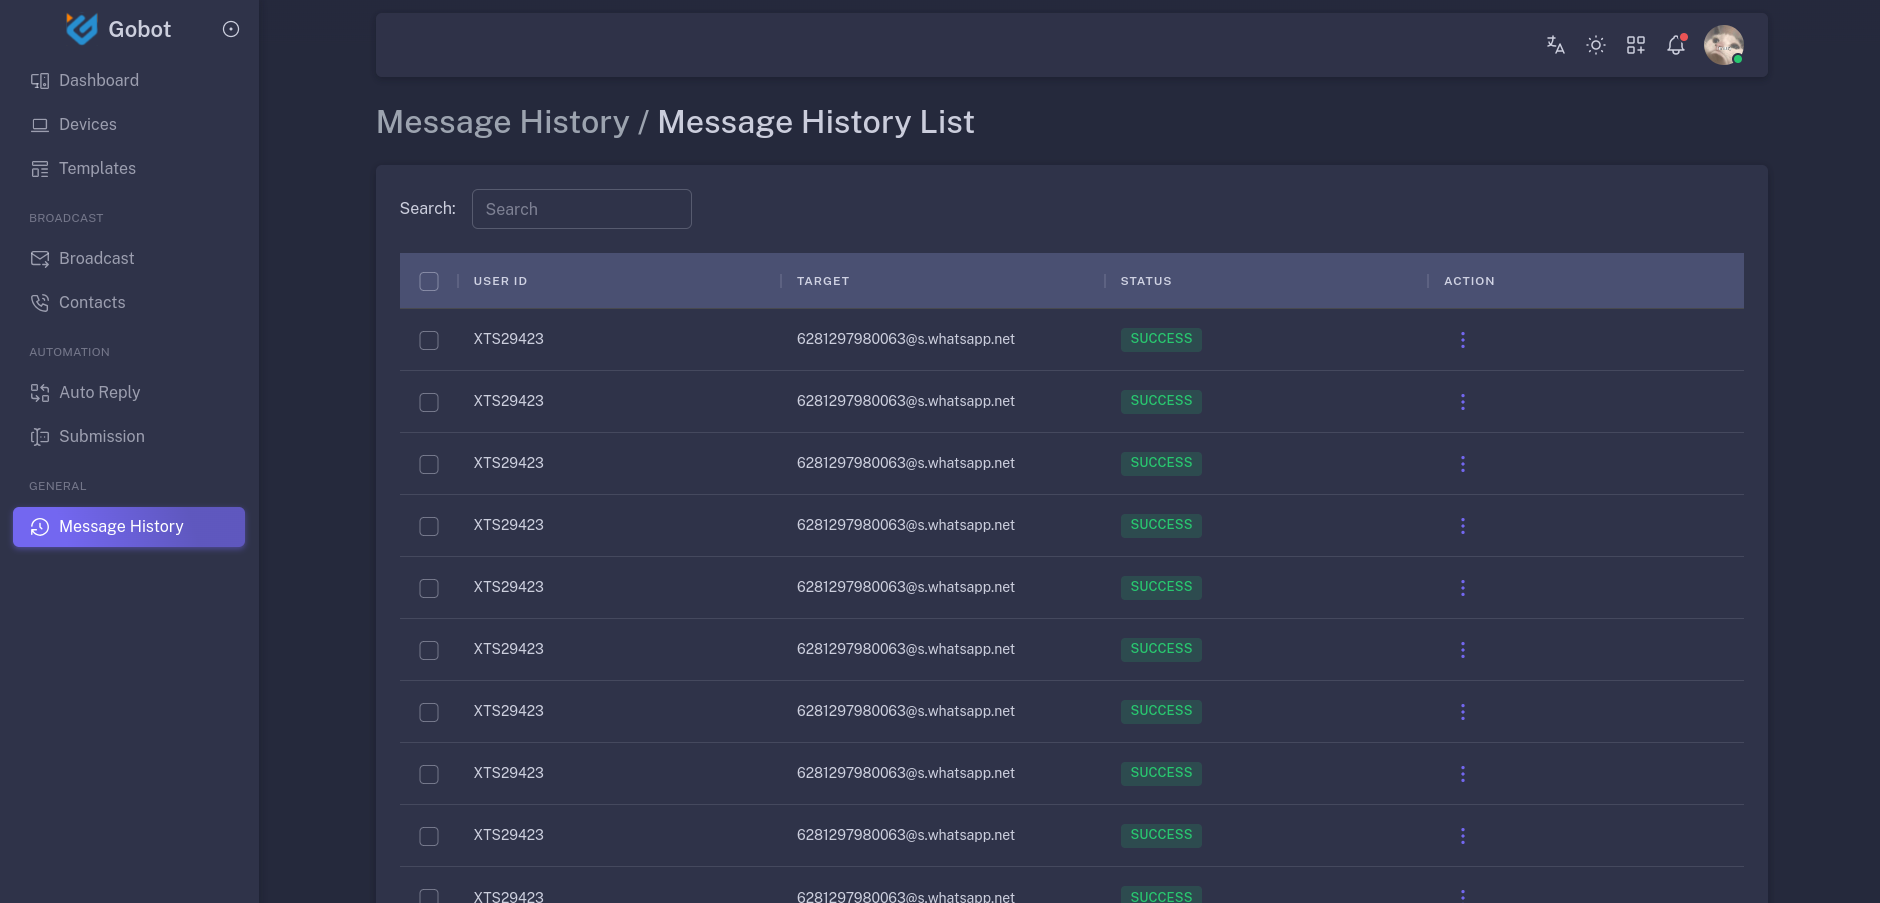 Gobot
Dashboard
Devices
Templates
BROADCAST
Broadcast
Contacts
AUTOMATION
Auto Reply
Submission
GENERAL
Message History
Message History / Message History List
Search: Search
USER ID TARGET STATUS ACTION
XTS29423 6281297980063@s.whatsapp.net SUCCESS
XTS29423 6281297980063@s.whatsapp.net SUCCESS
XTS29423 6281297980063@s.whatsapp.net SUCCESS
XTS29423 6281297980063@s.whatsapp.net SUCCESS
XTS29423 6281297980063@s.whatsapp.net SUCCESS
XTS29423 6281297980063@s.whatsapp.net SUCCESS
XTS29423 6281297980063@s.whatsapp.net SUCCESS
XTS29423 6281297980063@s.whatsapp.net SUCCESS
XTS29423 6281297980063@s.whatsapp.net SUCCESS
XTS29423 6281297980063@s.whatsapp.net SUCCESS